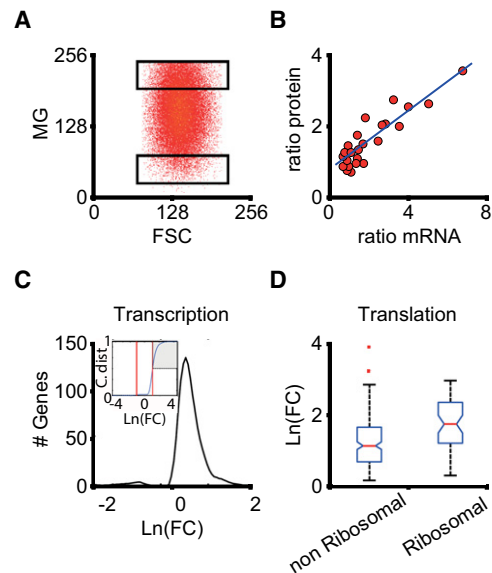 A
256
128
0
MG
0
128
256
FSC
B
4
2
0
ratio protein
0
4
8
ratio mRNA
C
Transcription
150
100
50
0
# Genes
1
0
C. dist
-4
0
4
Ln(FC)
-2
0
2
Ln(FC)
D
Translation
4
2
0
Ln(FC)
non Ribosomal
Ribosomal